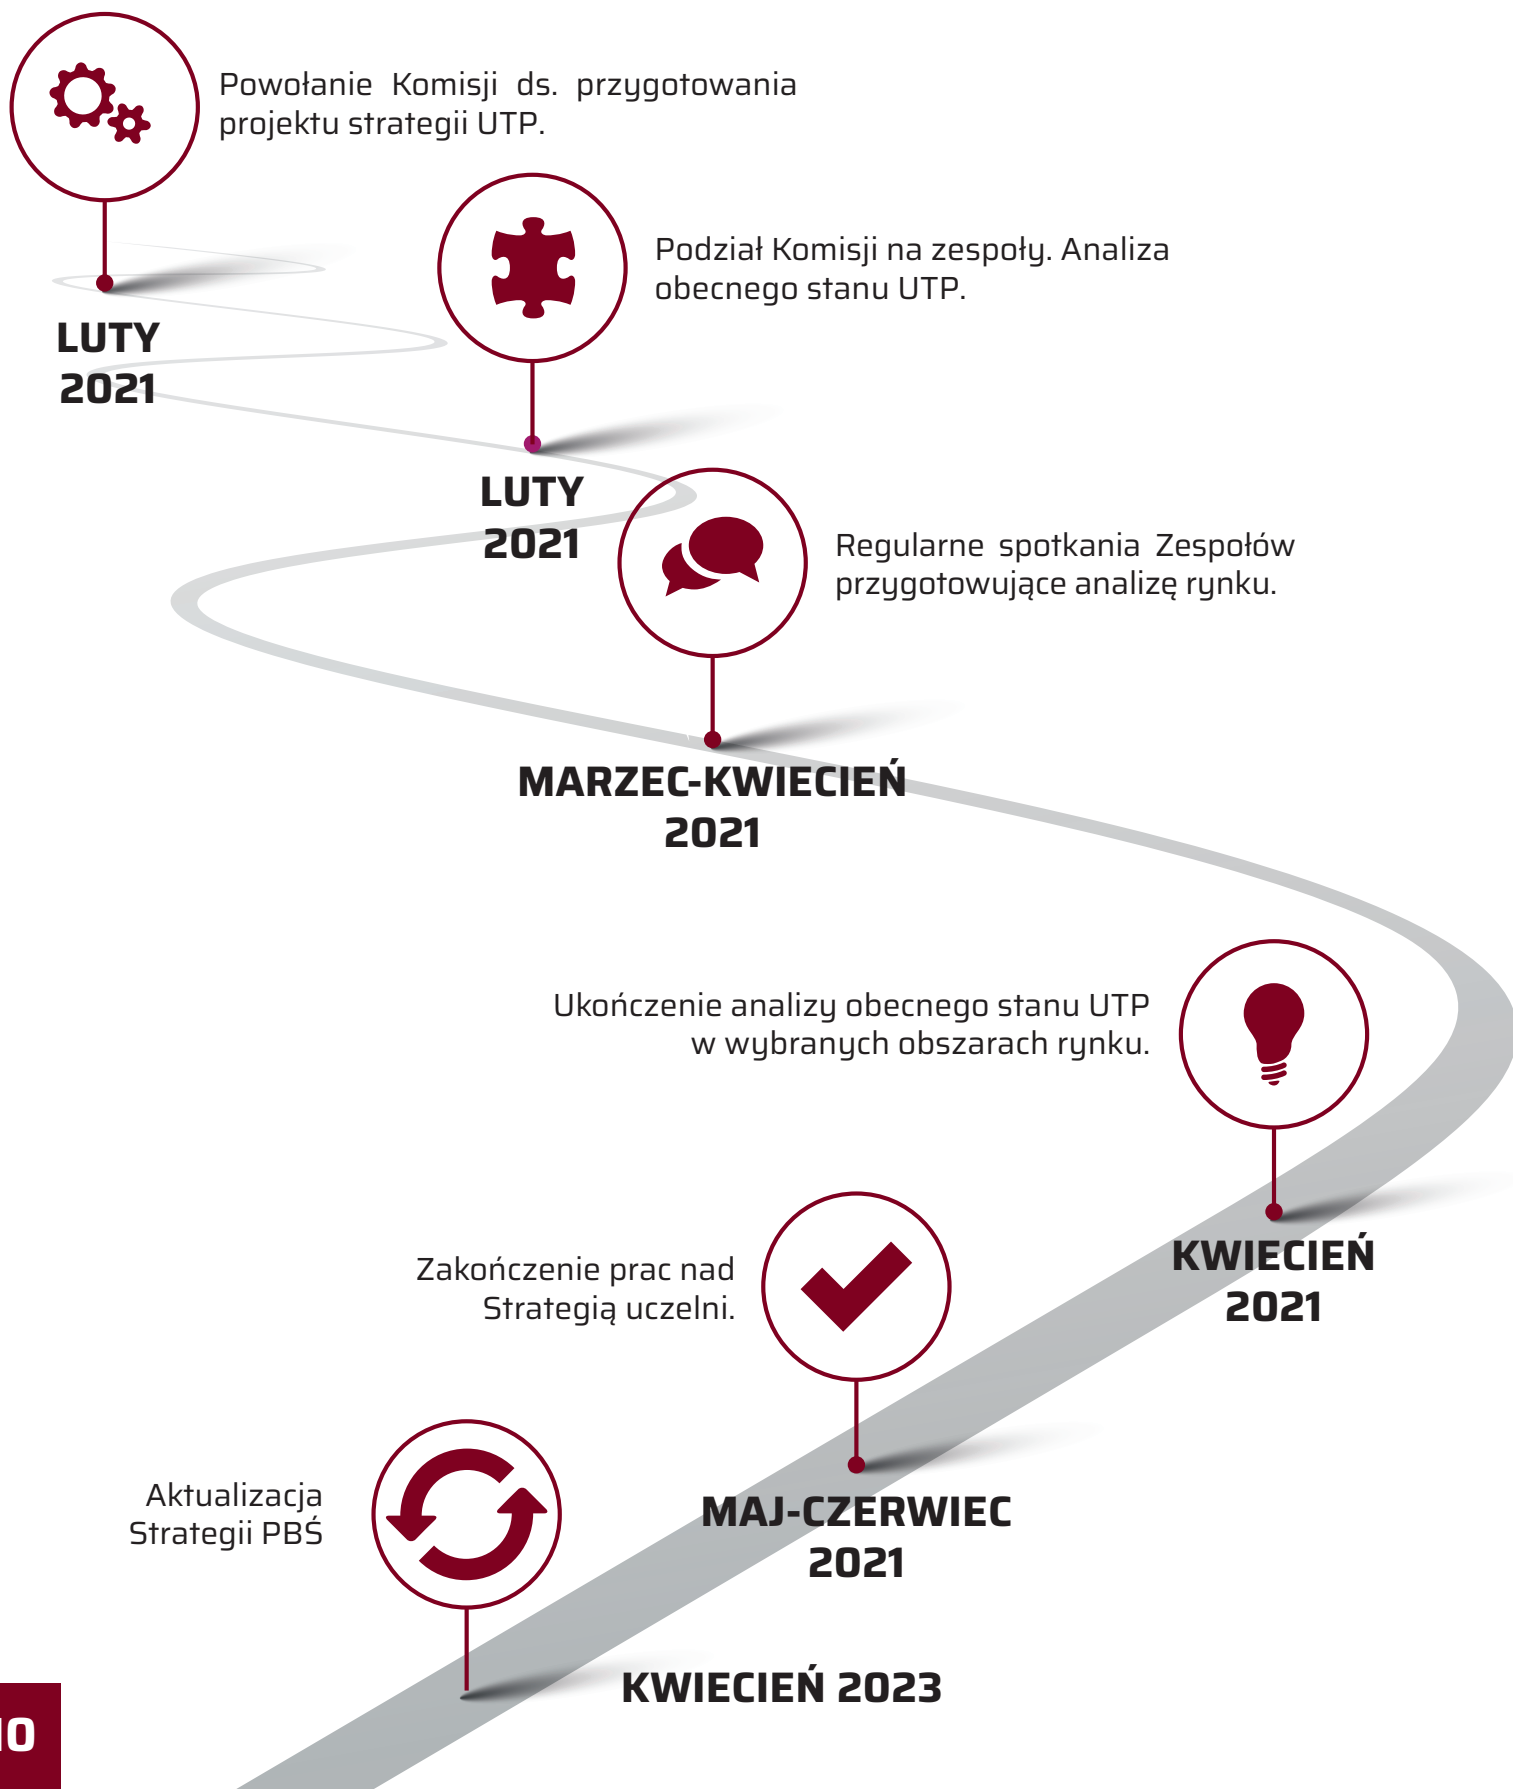 Powołanie Komisji ds. przygotowania
projektu strategii UTP.
LUTY
2021
Podział Komisji na zespoły. Analiza
obecnego stanu UTP.
LUTY
2021
Regularne spotkania Zespołów
przygotowujące analizę rynku.
MARZEC-KWIECIEŃ
2021
Ukończenie analizy obecnego stanu UTP
w wybranych obszarach rynku.
KWIECIEŃ
2021
Zakończenie prac nad
Strategią uczelni.
MAJ-CZERWIEC
2021
Aktualizacja
Strategii PBŚ
KWIECIEŃ 2023
10